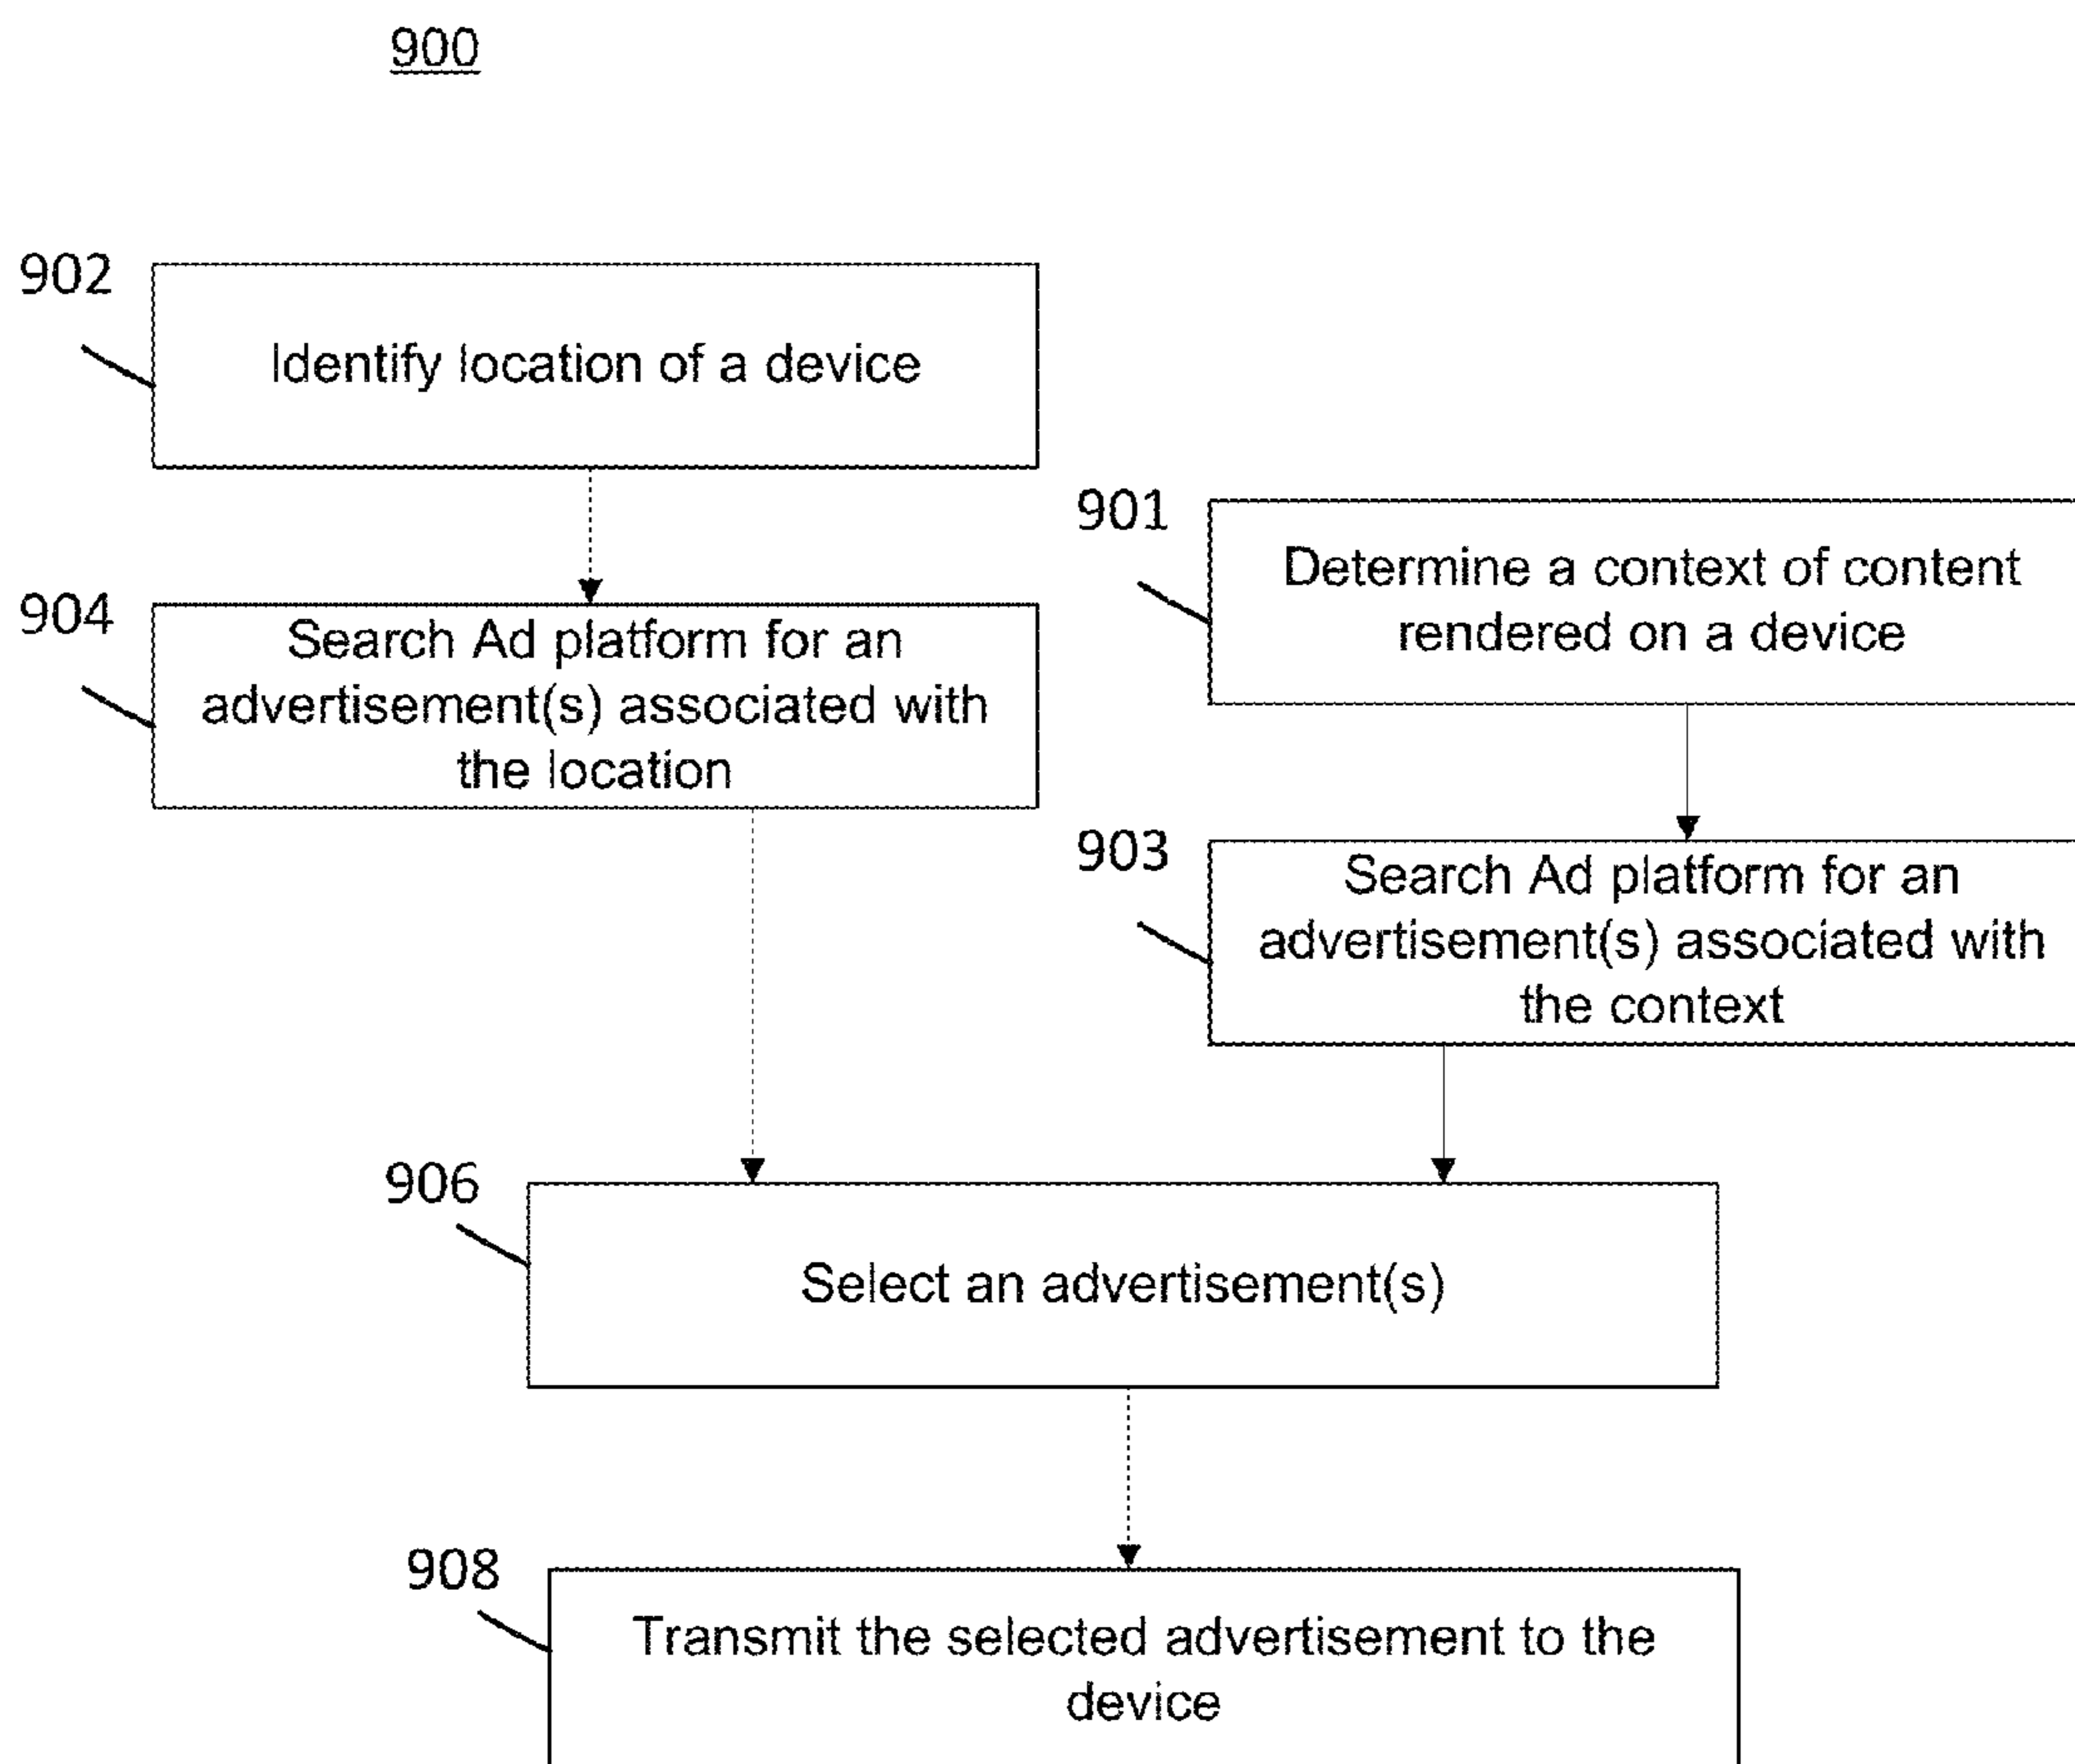 900
902
Identify location of a device
904
Search Ad platform for an
advertisement(s) associated with
the location
901
Determine a context of content
rendered on a device
903
Search Ad platform for an
advertisement(s) associated with
the context
906
Select an advertisement(s)
908
Transmit the selected advertisement to the
device